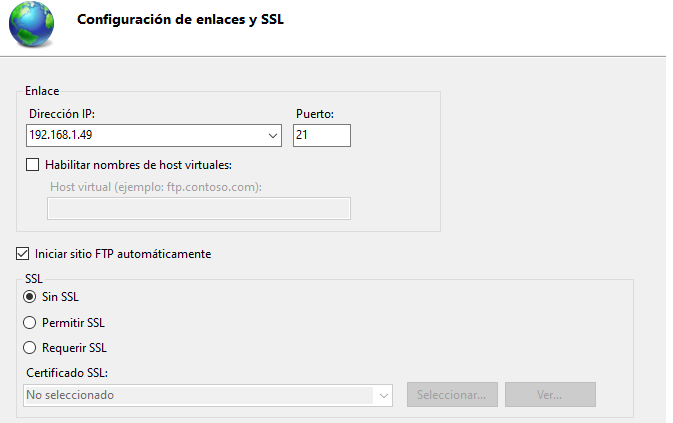 Configuración de enlaces y SSL
Enlace
Dirección IP: Puerto:
192.168.1.49 21
Habilitar nombres de host virtuales:
Host virtual (ejemplo: ftp.contoso.com):
Iniciar sitio FTP automáticamente
SSL
Sin SSL
Permitir SSL
Requerir SSL
Certificado SSL:
No seleccionado Seleccionar... Ver...